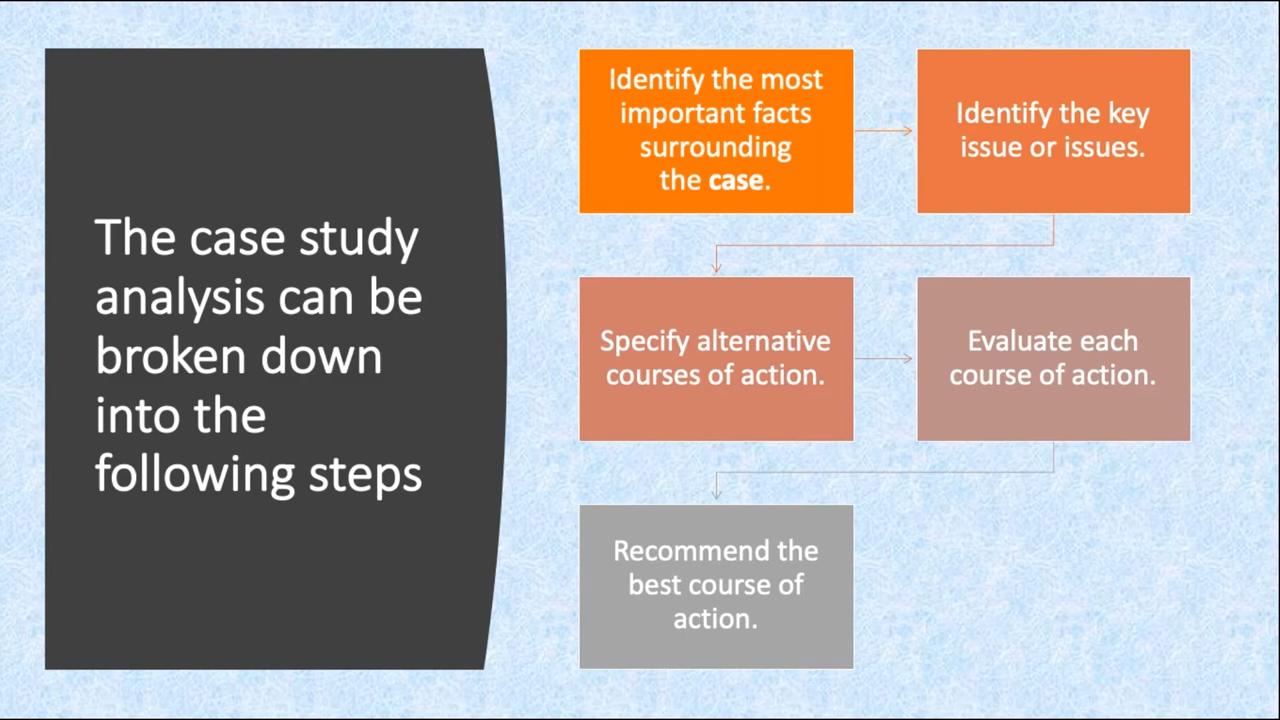 The case study
analysis can be
broken down
into the
following steps
Identify the most
important facts
surrounding
the case.
Identify the key
issue or issues.
Specify alternative
courses of action.
Evaluate each
course of action.
Recommend the
best course of
action.